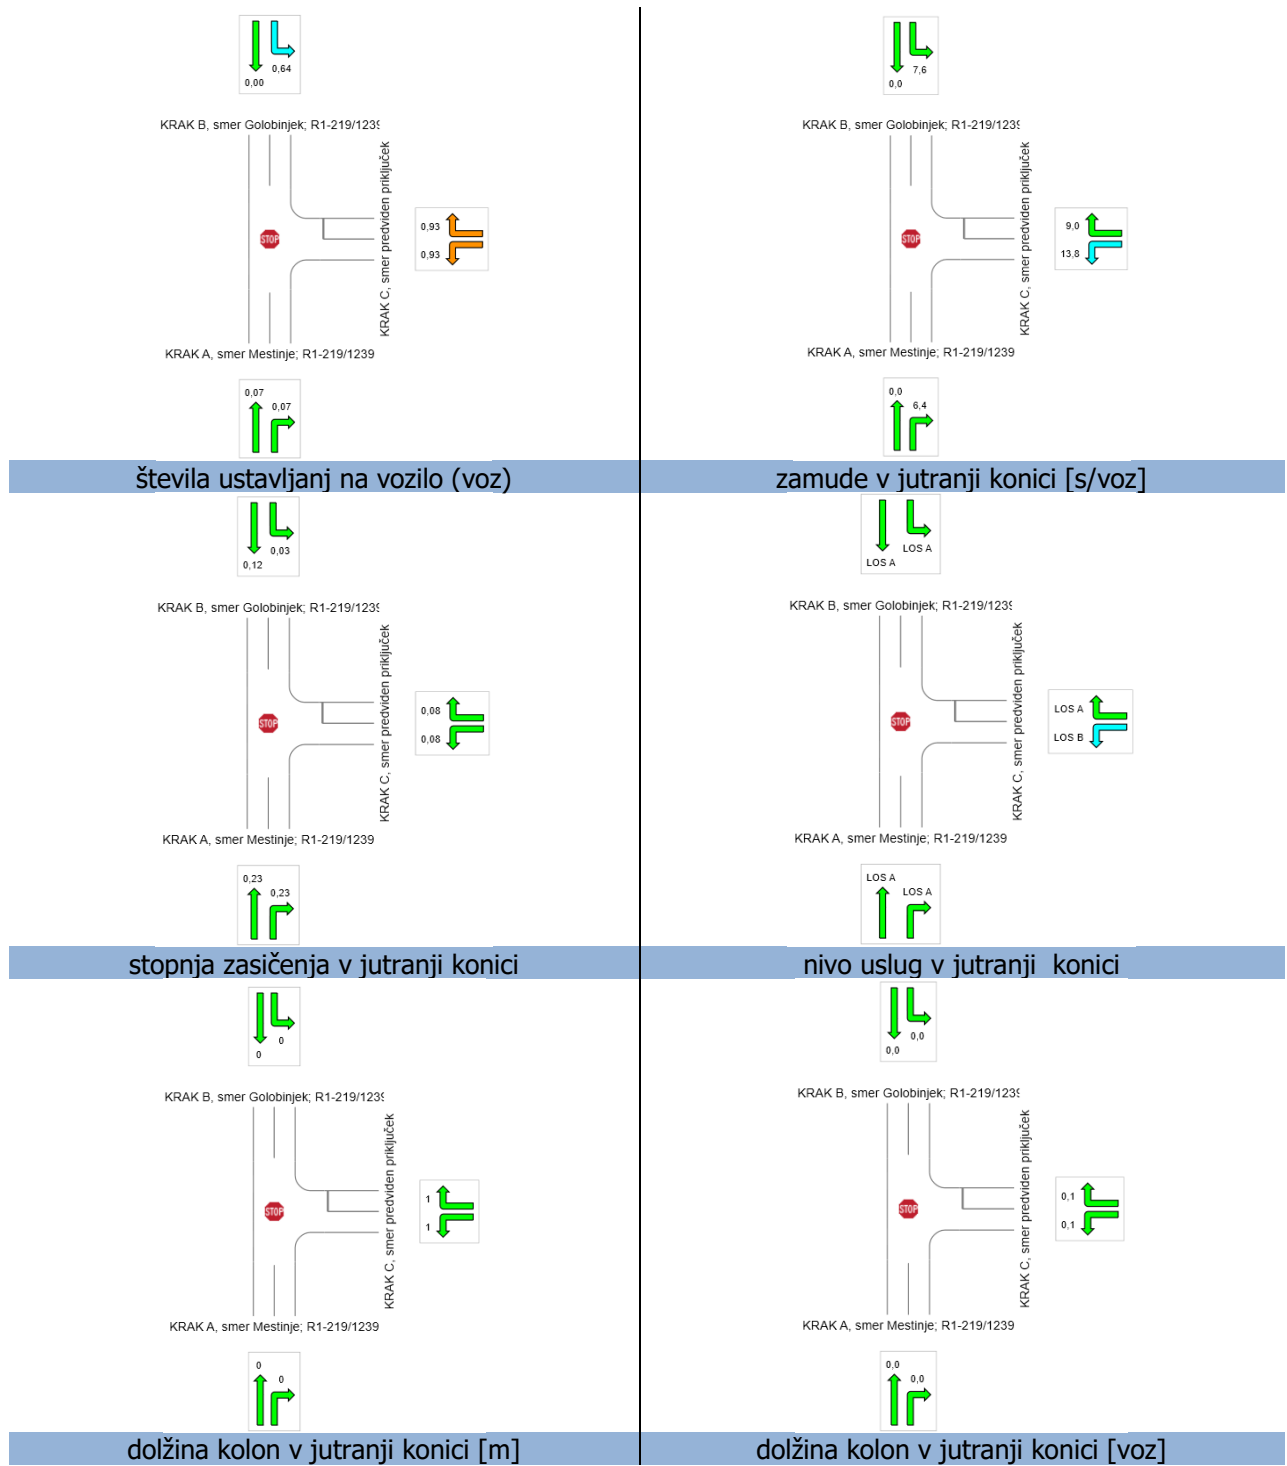 0,00
0,64
KRAK B, smer Golobinjek; R1-219/1239
KRAK C, smer predviden priključek
0,93
0,93
STOP
KRAK A, smer Mestinje; R1-219/1239
0,07
0,07
števila ustavljanj na vozilo (voz)
0,0
7,6
KRAK B, smer Golobinjek; R1-219/1239
KRAK C, smer predviden priključek
9,0
13,8
STOP
KRAK A, smer Mestinje; R1-219/1239
0,0
6,4
zamude v jutranji konici [s/voz]
0,12
0,03
KRAK B, smer Golobinjek; R1-219/1239
KRAK C, smer predviden priključek
0,08
0,08
STOP
KRAK A, smer Mestinje; R1-219/1239
0,23
0,23
stopnja zasičenja v jutranji konici
LOS A
LOS A
KRAK B, smer Golobinjek; R1-219/1239
KRAK C, smer predviden priključek
LOS A
LOS B
STOP
KRAK A, smer Mestinje; R1-219/1239
LOS A
LOS A
nivo uslug v jutranji konici
0
0
KRAK B, smer Golobinjek; R1-219/1239
KRAK C, smer predviden priključek
1
1
STOP
KRAK A, smer Mestinje; R1-219/1239
0
0
dolžina kolon v jutranji konici [m]
0,0
0,0
KRAK B, smer Golobinjek; R1-219/1239
KRAK C, smer predviden priključek
0,1
0,1
STOP
KRAK A, smer Mestinje; R1-219/1239
0,0
0,0
dolžina kolon v jutranji konici [voz]